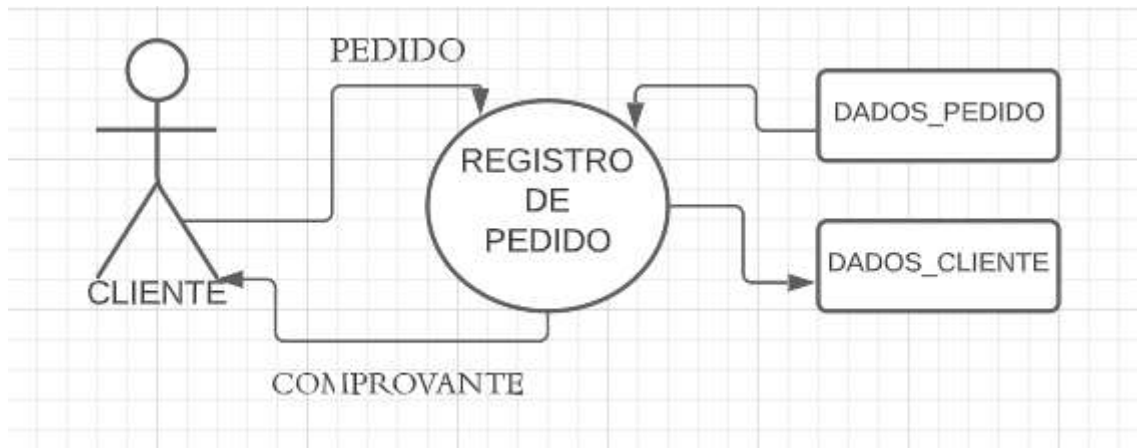 PEDIDO
REGISTRO
DE
PEDIDO
DADOS_PEDIDO
DADOS_CLIENTE
CLIENTE
COMPROVANTE